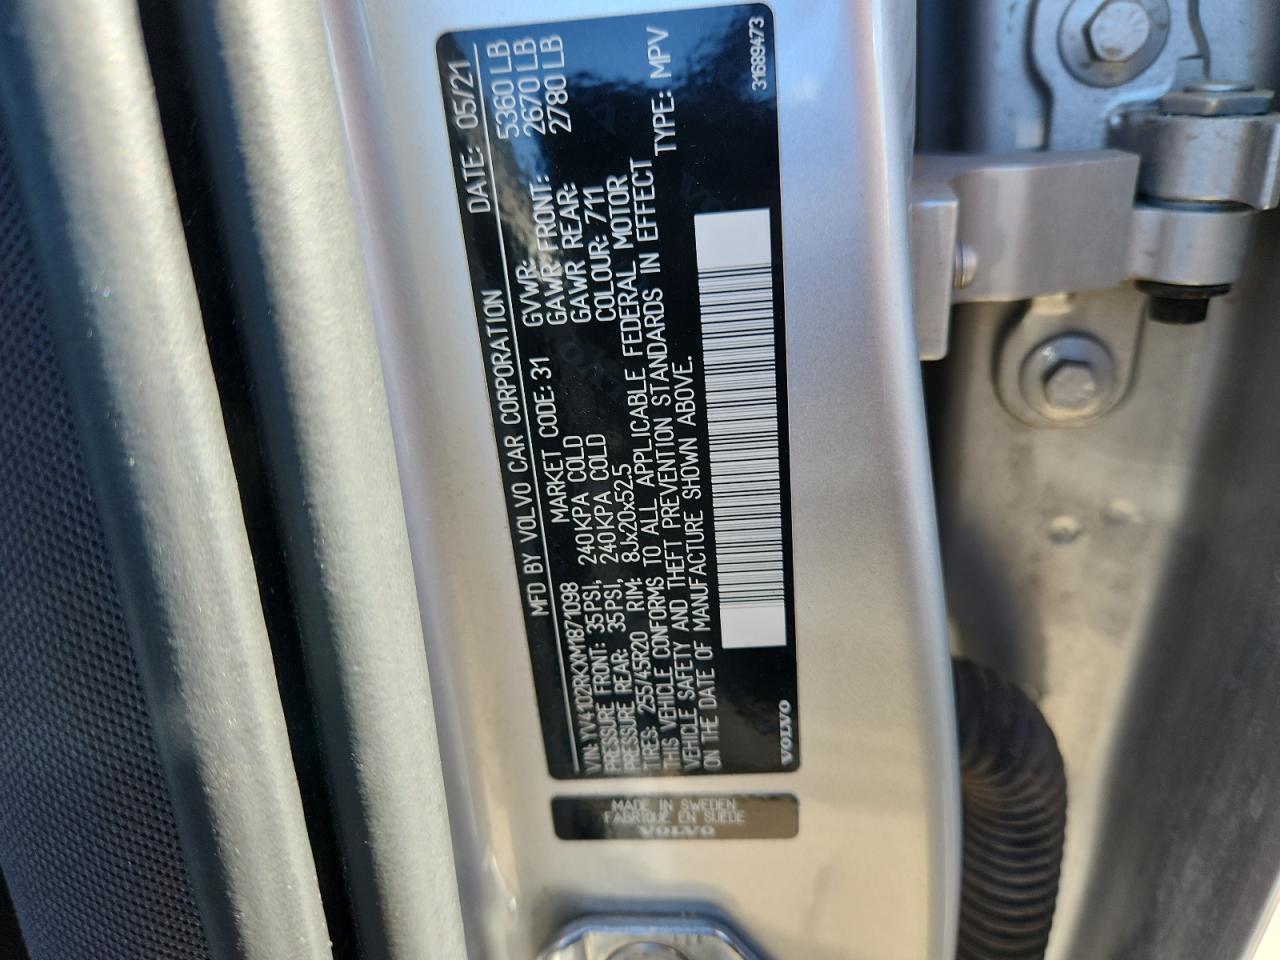 MFD BY VOLVO CAR CORPORATION DATE: 05/21
MARKET CODE: 31 GVWR: 5360 LB
GAWR FRONT: 2670 LB
VIN: YV4102RKXM1871098 GAWR REAR: 2780 LB
PRESSURE FRONT: 35PSI, 240KPA COLD COLOUR: 711
PRESSURE REAR: 35PSI, 240KPA COLD
TIRES: 255/45R20 RIM: 8Jx20x52.5
THIS VEHICLE CONFORMS TO ALL APPLICABLE FEDERAL MOTOR
VEHICLE SAFETY AND THEFT PREVENTION STANDARDS IN EFFECT
ON THE DATE OF MANUFACTURE SHOWN ABOVE. TYPE: MPV
VOLVO 31689473
MADE IN SWEDEN
FABRIQUE EN SUEDE
VOLVO